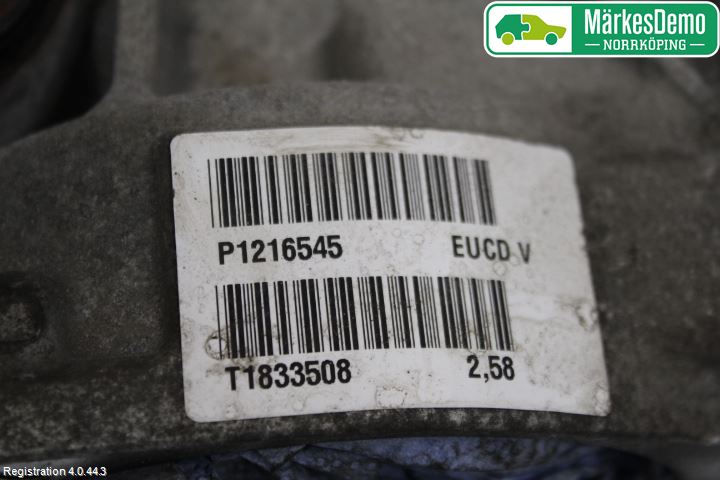 MärkesDemo
NORRKÖPING
P1216545 EUCD V
T1833508 2,58
Registration 4.0.44.3